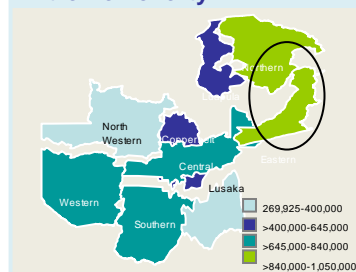 Northern
Luapula
North
Western
Copperbelt
Central
Eastern
Lusaka
Western
Southern
269,925-400,000
>400,000-645,000
>645,000-840,000
>840,000-1,050,000